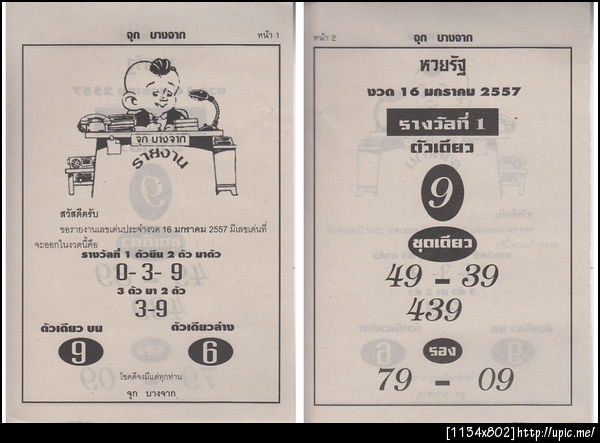 จุก บางจาก
หน้า 1
จุก บางจาก
รายงาน
สวัสดีครับ
ขอรายงานเลขเด่นประจำงวด 16 มกราคม 2557 มีเลขเด่นที่
จะออกในงวดนี้คือ
รางวัลที่ 1 ตัวยืน 2 ตัว มาตัว
0-3-9
3 ตัว มา 2 ตัว
3-9
ตัวเดียว บน
ตัวเดียวล่าง
9
6
โชคดีจงมีแด่ทุกท่าน
จุก บางจาก
หน้า 2
จุก บางจาก
หวยรัฐ
งวด 16 มกราคม 2557
รางวัลที่ 1
ตัวเดียว
9
ชุดเดียว
49 - 39
439
รอง
79 - 09
[1134x802]http://upic.me/